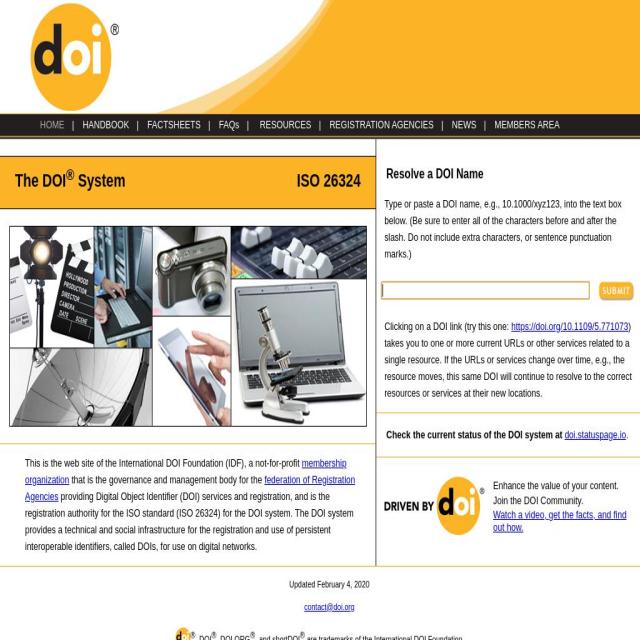 doi®
HOME | HANDBOOK | FACTSHEETS | FAQs | RESOURCES | REGISTRATION AGENCIES | NEWS | MEMBERS AREA
The DOI® System ISO 26324
HOLLYWOOD
PRODUCTION
DIRECTOR
CAMERA
DATE SCENE
This is the web site of the International DOI Foundation (IDF), a not-for-profit membership
organization that is the governance and management body for the federation of Registration
Agencies providing Digital Object Identifier (DOI) services and registration, and is the
registration authority for the ISO standard (ISO 26324) for the DOI system. The DOI system
provides a technical and social infrastructure for the registration and use of persistent
interoperable identifiers, called DOIs, for use on digital networks.
Resolve a DOI Name
Type or paste a DOI name, e.g., 10.1000/xyz123, into the text box
below. (Be sure to enter all of the characters before and after the
slash. Do not include extra characters, or sentence punctuation
marks.)
SUBMIT
Clicking on a DOI link (try this one: https://doi.org/10.1109/5.771073)
takes you to one or more current URLs or other services related to a
single resource. If the URLs or services change over time, e.g., the
resource moves, this same DOI will continue to resolve to the correct
resources or services at their new locations.
Check the current status of the DOI system at doi.statuspage.io.
DRIVEN BY doi®
Enhance the value of your content.
Join the DOI Community.
Watch a video, get the facts, and find
out how.
Updated February 4, 2020
contact@doi.org
doi®, DOI®, DOI.ORG®, and shortDOI® are trademarks of the International DOI Foundation.